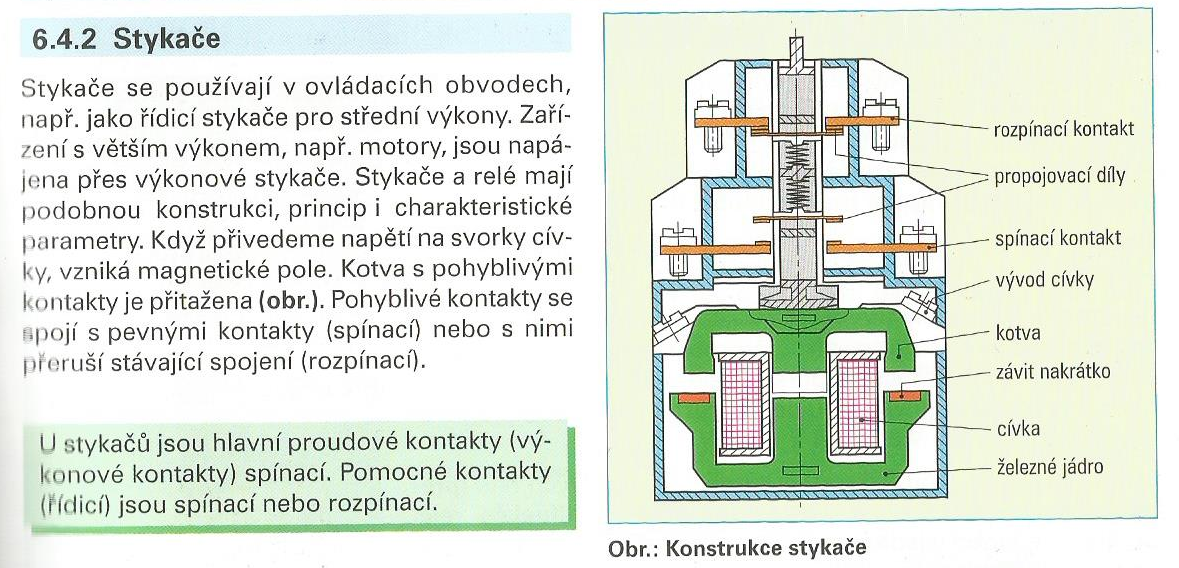 6.4.2 Stykače
Stykače se používají v ovládacích obvodech,
např. jako řídicí stykače pro střední výkony. Zaří-
zení s větším výkonem, např. motory, jsou napá-
jena přes výkonové stykače. Stykače a relé mají
podobnou konstrukci, princip i charakteristické
parametry. Když přivedeme napětí na svorky cív-
ky, vzniká magnetické pole. Kotva s pohyblivými
kontakty je přitažena (obr.). Pohyblivé kontakty se
spojí s pevnými kontakty (spínací) nebo s nimi
přeruší stávající spojení (rozpínací).
U stykačů jsou hlavní proudové kontakty (vý-
konové kontakty) spínací. Pomocné kontakty
(řídicí) jsou spínací nebo rozpínací.
rozpínací kontakt
propojovací díly
spínací kontakt
vývod cívky
kotva
závit nakrátko
cívka
železné jádro
Obr.: Konstrukce stykače